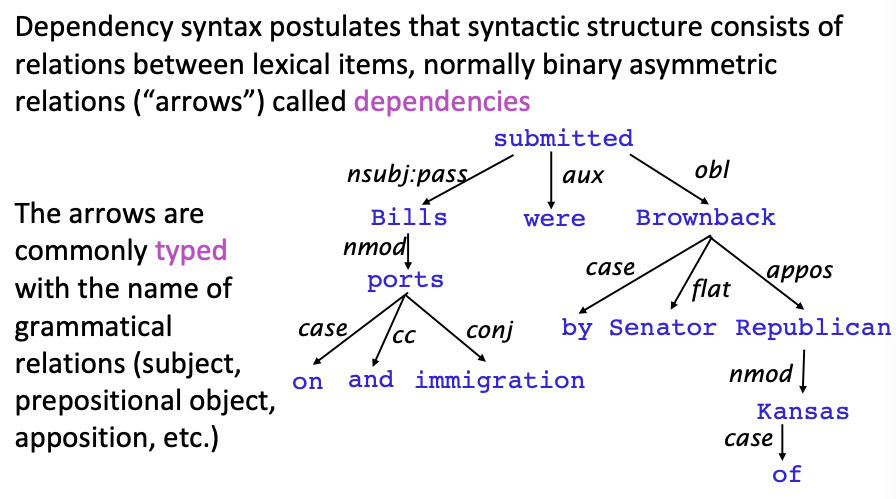 Dependency syntax postulates that syntactic structure consists of
relations between lexical items, normally binary asymmetric
relations (“arrows”) called dependencies
submitted
nsubj:pass aux obl
The arrows are
commonly typed
with the name of
grammatical
relations (subject,
prepositional object,
apposition, etc.)
Bills were Brownback
nmod
ports
case flat appos
case cc conj
by Senator Republican
on and immigration
nmod
Kansas
case
of